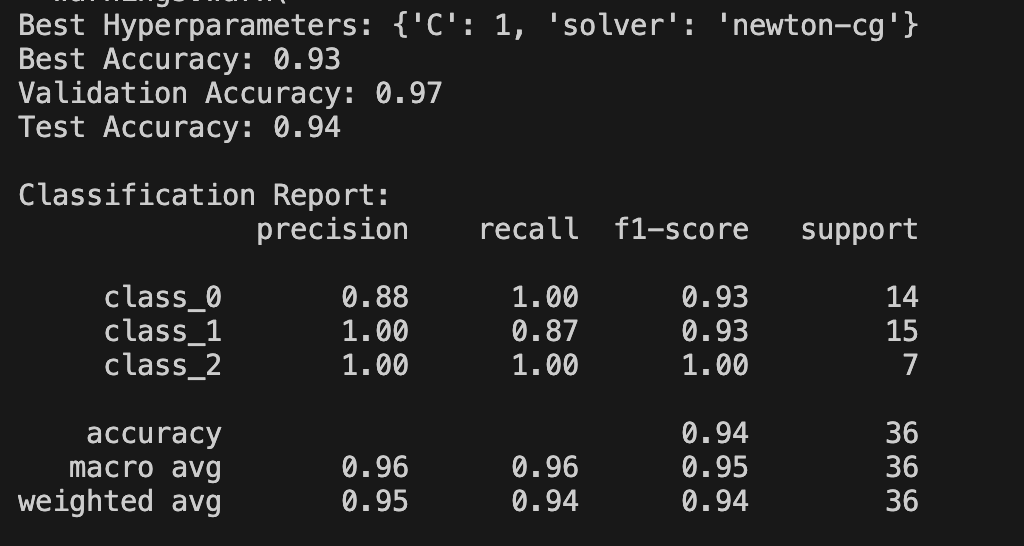 Best Hyperparameters: {'C': 1, 'solver': 'newton-cg'}
Best Accuracy: 0.93
Validation Accuracy: 0.97
Test Accuracy: 0.94
Classification Report:
precision recall f1-score support
class_0 0.88 1.00 0.93 14
class_1 1.00 0.87 0.93 15
class_2 1.00 1.00 1.00 7
accuracy 0.94 36
macro avg 0.96 0.96 0.95 36
weighted avg 0.95 0.94 0.94 36